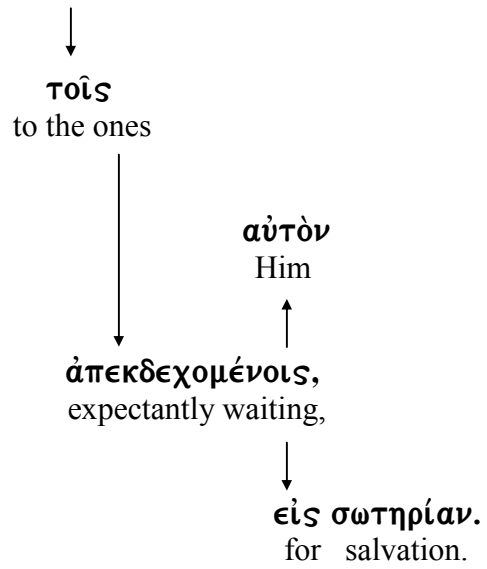 τοῖς
to the ones
αὐτὸν
Him
ἀπεκδεχομένοις,
expectantly waiting,
εἰς σωτηρίαν.
for salvation.